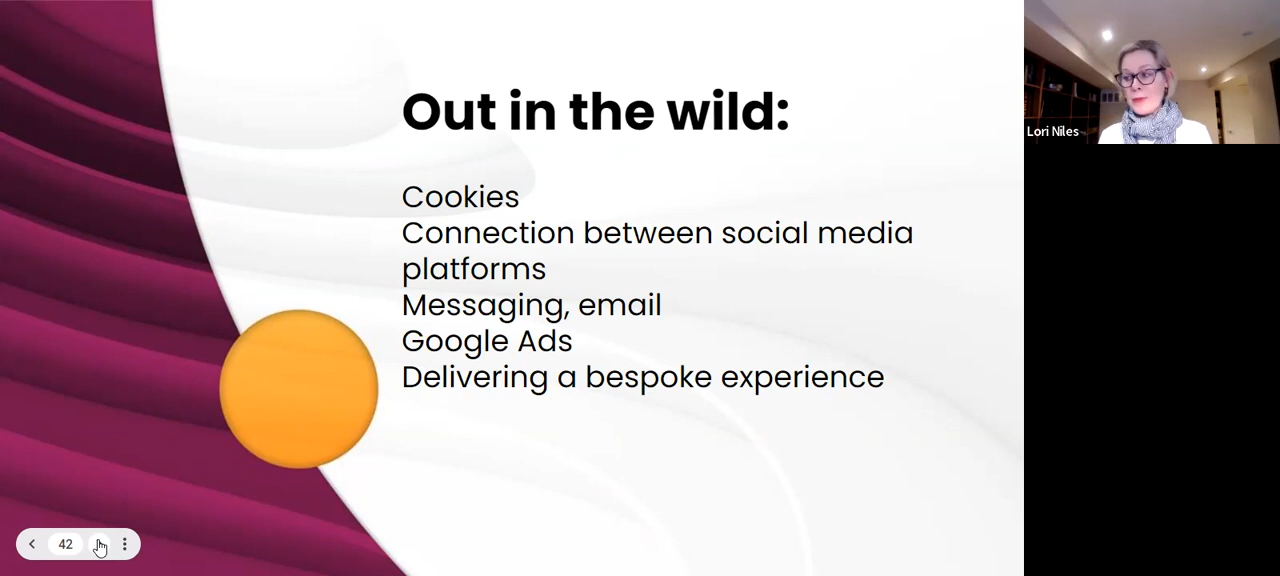 Out in the wild:
Cookies
Connection between social media
platforms
Messaging, email
Google Ads
Delivering a bespoke experience
Lori Niles
42